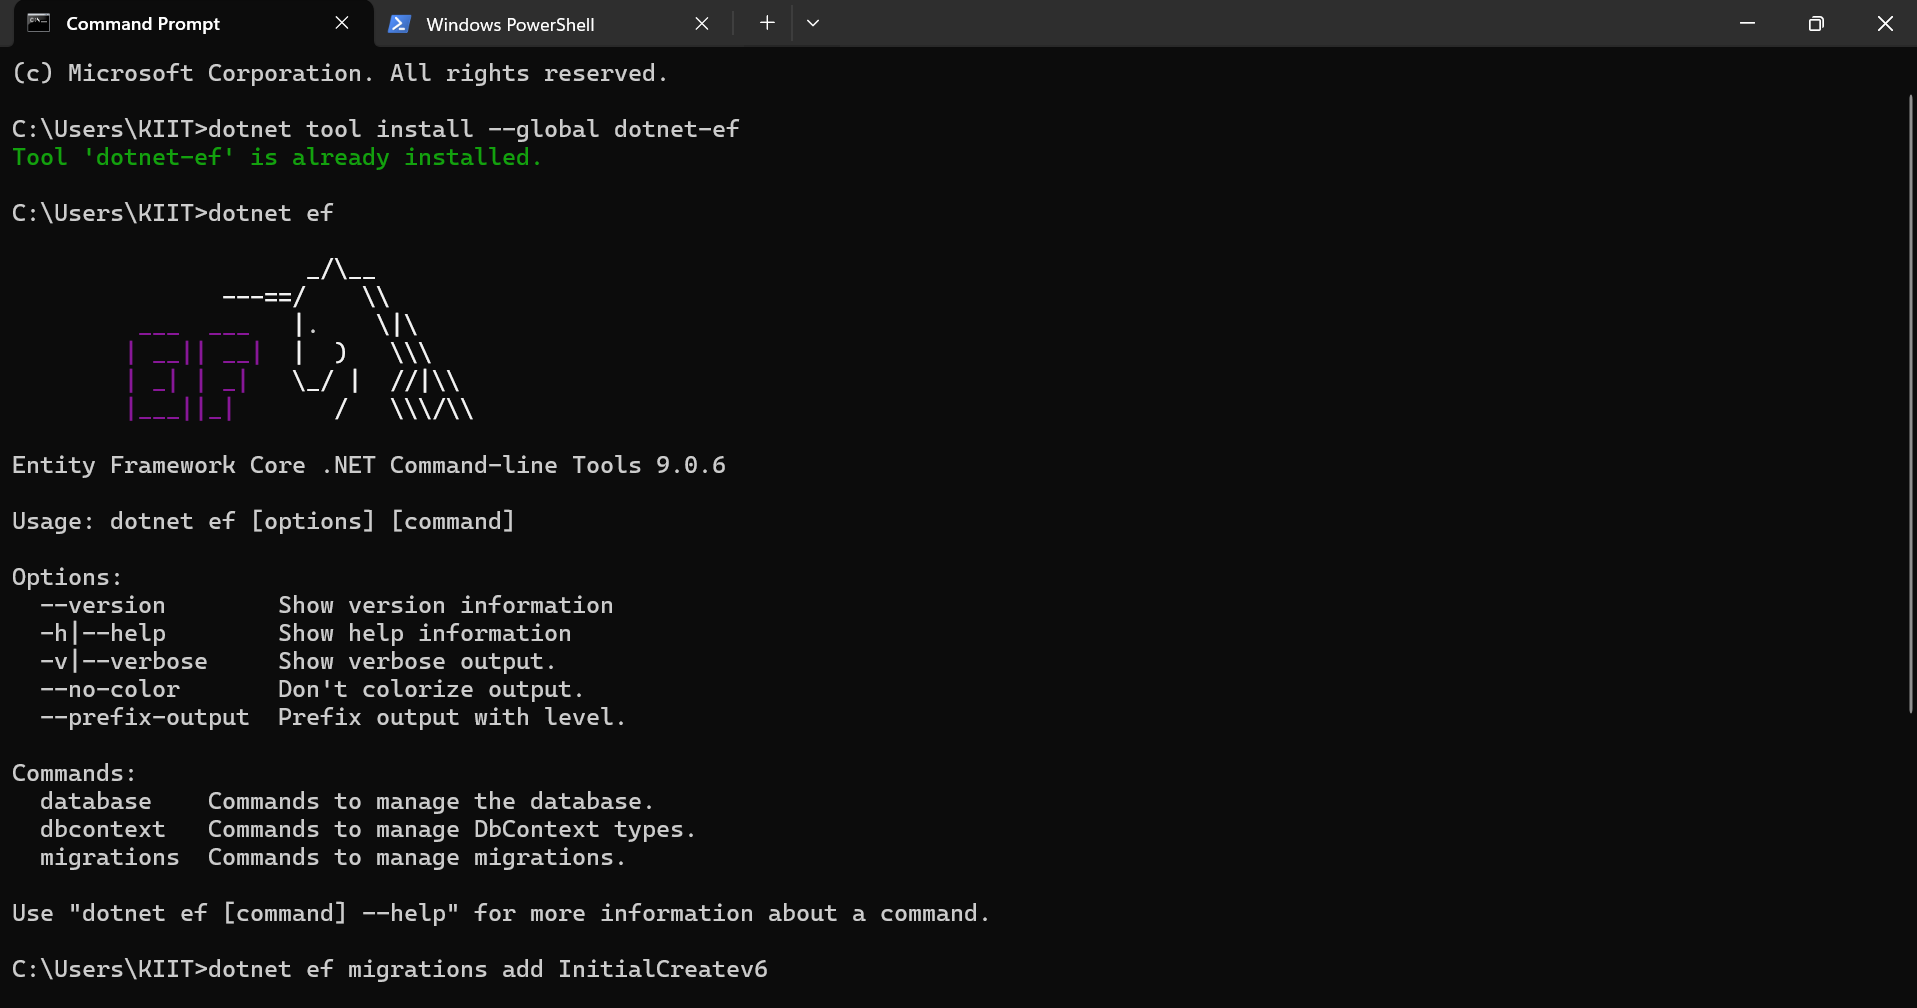 Command Prompt
Windows PowerShell
(c) Microsoft Corporation. All rights reserved.
C:\Users\KIIT>dotnet tool install --global dotnet-ef
Tool 'dotnet-ef' is already installed.
C:\Users\KIIT>dotnet ef
                     _/\__
               ---==/    \\
         ___  ___   |.    \|\
        | __|| __|  |  )   \\\
        | _| | _|   \_/ |  //|\\
        |___||_|       /   \\\/\\
Entity Framework Core .NET Command-line Tools 9.0.6
Usage: dotnet ef [options] [command]
Options:
  --version        Show version information
  -h|--help        Show help information
  -v|--verbose     Show verbose output.
  --no-color       Don't colorize output.
  --prefix-output  Prefix output with level.
Commands:
  database    Commands to manage the database.
  dbcontext   Commands to manage DbContext types.
  migrations  Commands to manage migrations.
Use "dotnet ef [command] --help" for more information about a command.
C:\Users\KIIT>dotnet ef migrations add InitialCreatev6